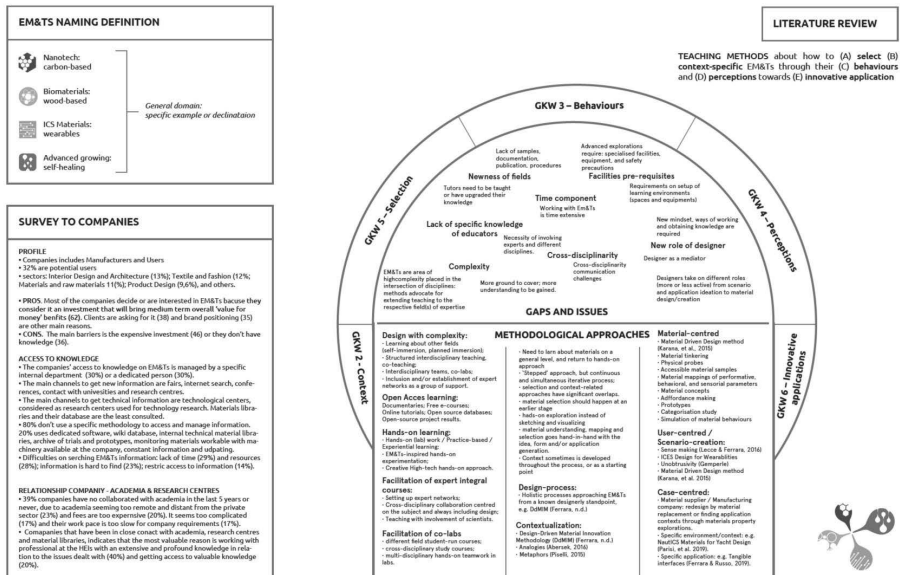 EM&TS NAMING DEFINITION
Nanotech:
carbon-based
Biomaterials:
wood-based
ICS Materials:
wearables
Advanced growing:
self-healing
General domain:
specific example or declinataion
SURVEY TO COMPANIES
PROFILE
• Companies includes Manufacturers and Users
• 32% are potential users
• sectors: Interior Design and Architecture (13%); Textile and Fashion (12%;
Materials and raw materials 11(%); Product Design (9,6%), and others.
• PROS. Most of the companies decide or are interested in EM&Ts bacuse they
consider it an investment that will bring medium term overall 'value for
money' benfits (62). Clients are asking for it (38) and brand positioning (35)
are other main reasons.
• CONS. The main barriers is the expensive investment (46) or they don't have
knowledge (36).
ACCESS TO KNOWLEDGE
• The companies' access to knowledge on EM&Ts is managed by a specific
internal department (30%) or a dedicated person (30%).
• The main channels to get new information are fairs, internet search, confe-
rences, contact with univesities and research centres.
• The main channels to get technical information are technological centers,
considered as research centers used for technology research. Materials libra-
ries and their database are the least consulted.
• 80% don't use a specific methodology to access and manage information.
20% uses dedicated software, wiki database, internal technical material libra-
ries, archive of trials and prototypes, monitoring materials workable with ma-
chinery available at the company, constant information and udpating.
• Difficulties on serching EM&Ts information: lack of time (29%) and resources
(28%); information is hard to find (23%); restric access to information (14%).
RELATIONSHIP COMPANIY - ACADEMIA & RESEARCH CENTRES
• 39% companies have no collaborated with academia in the last 5 years or
never, due to academia seeming too remote and distant from the private
sector (23%) and fees are too expensive (20%). It seems too complicated
(17%) and their work pace is too slow for company requirements (17%).
• Companies that have been in close conact with academia, research centres
and material libraries, indicates that the most valuable reason is working with
professional at the HEIs with an extensive and profound knowledge in rela-
tion to the issues dealt with (40%) and getting access to valuable knowledge
(20%).
LITERATURE REVIEW
TEACHING METHODS about how to (A) select (B)
context-specific EM&Ts through their (C) behaviours
and (D) perceptions towards (E) innovative application
GKW 2 - Context
GKW 5 – Selection
GKW 3 – Behaviours
GKW 4 – Perceptions
GKW 6 – Innovative
applications
Lack of samples,
documentation,
publication, procedures
Newness of fields
Tutors need to be taught
or have upgraded their
knowledge
Lack of specific knowledge
of educators
Advanced explorations
require: specialised facilities,
equipment, and safety
precautions
Facilities pre-requisites
Requirements on setup of
learning environments
(spaces and equipments)
Time component
Working with Em&Ts
is time extensive
Necessity of involving
experts and different
disciplines.
Cross-disciplinarity
Cross-disciplinarity
communication
challenges
New mindset, ways of working
and obtaining knowledge are
required
New role of designer
Designer as a mediator
Designers take on different roles
(more or less active) from scenario
and application ideation to material
design/creation
Complexity
EM&Ts are area of
highcomplexity placed in the
intersection of disciplines:
methods advocate for
extending teaching to the
respective field(s) of expertise
More ground to cover; more
understanding to be gained.
GAPS AND ISSUES
METHODOLOGICAL APPROACHES
Design with complexity:
- Learning about other fields
(self-immersion, planned immersion);
- Structured interdisciplinary teaching,
co-teaching;
- Interdisciplinary teams, co-labs;
- Inclusion and/or establishment of expert
networks as a group of support.
Open Acces learning:
Documentaries; Free e-courses;
Online tutorials; Open source databases;
Open-source project results.
Hands-on learning:
- Hands-on (lab) work / Practice-based /
Experiential learning:
- EM&Ts-inspired hands-on
experimentation;
- Creative High-tech hands-on approach.
Facilitation of expert integral
courses:
- Setting up expert networks;
- Cross-disciplinary collaboration centred
on the subject and always including design;
- Teaching with involvement of scientists.
Facilitation of co-labs
- different field student-run courses;
- cross-disciplinary study courses;
- multi-disciplinary hands-on teamwork in
labs.
- Need to larn about materials on
general level, and return to hands-on
approach
- 'Stepped' approach, but continuous
and simultaneous iterative process;
- selection and context-related
approaches have significant overlaps.
- material selection should happen at an
earlier stage
- hads-on exploration instead of
sketching and visualizing
- material understanding, mapping and
selection goes hand-in-hand with the
idea, form and/or application
generation.
- Context sometimes is developed
throughout the process, or as a starting
point
Design-process:
- Holistic processes approaching EM&Ts
from a known designerly standpoint,
e.g. DdMIM (Ferrara, n.d.)
Contextualization:
- Design-Driven Material Innovation
Methodology (DdMIM) (Ferrara, n.d.)
- Analogies (Abersek, 2016)
- Metaphors (Piselli, 2015).
Material-centred
- Material Driven Design method
(Karana, et al., 2015)
- Material tinkering
- Physical probes
- Accessible material samples
- Material mappings of performative,
behavioral, and sensorial parameters
- Material concepts
- Adffordance making
- Prototypes
- Categorisation study
- Simulation of material behaviours
User-centred /
Scenario-creation:
- Sense making (Lecce & Ferrara, 2016)
- ICES Design for Wearablities
- Unobtrusivity (Gemperle)
- Material Driven Design method
(Karana, et al. 2015)
Case-centred:
- Material supplier / Manufacturing
company: redesign by material
replacement or finding application
contexts through materials property
explorations.
- Specific environment/context: e.g.
NautICS Materials for Yacht Design
(Parisi, et al. 2019).
- Specific application: e.g. Tangible
interfaces (Ferrara & Russo, 2019).